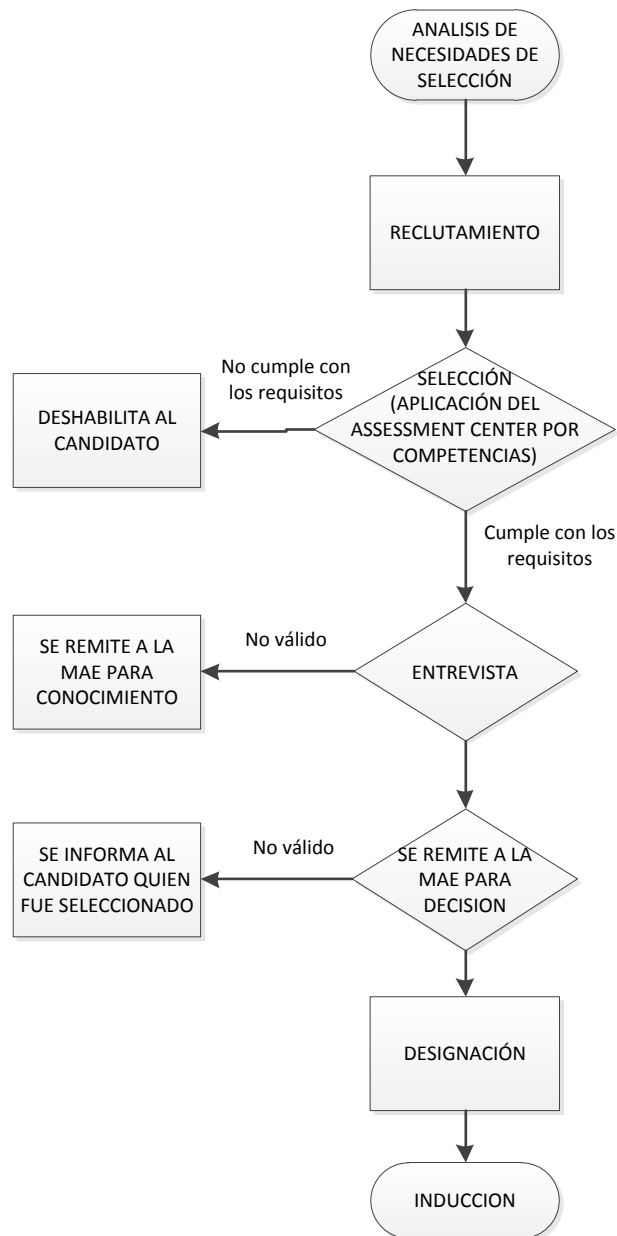 ANALISIS DE
NECESIDADES DE
SELECCIÓN
RECLUTAMIENTO
No cumple con
los requisitos
SELECCIÓN
(APLICACIÓN DEL
ASSESSMENT CENTER POR
COMPETENCIAS)
DESHABILITA AL
CANDIDATO
Cumple con los
requisitos
SE REMITE A LA
MAE PARA
CONOCIMIENTO
No válido
ENTREVISTA
SE INFORMA AL
CANDIDATO QUIEN
FUE SELECCIONADO
No válido
SE REMITE A LA
MAE PARA
DECISION
DESIGNACIÓN
INDUCCION